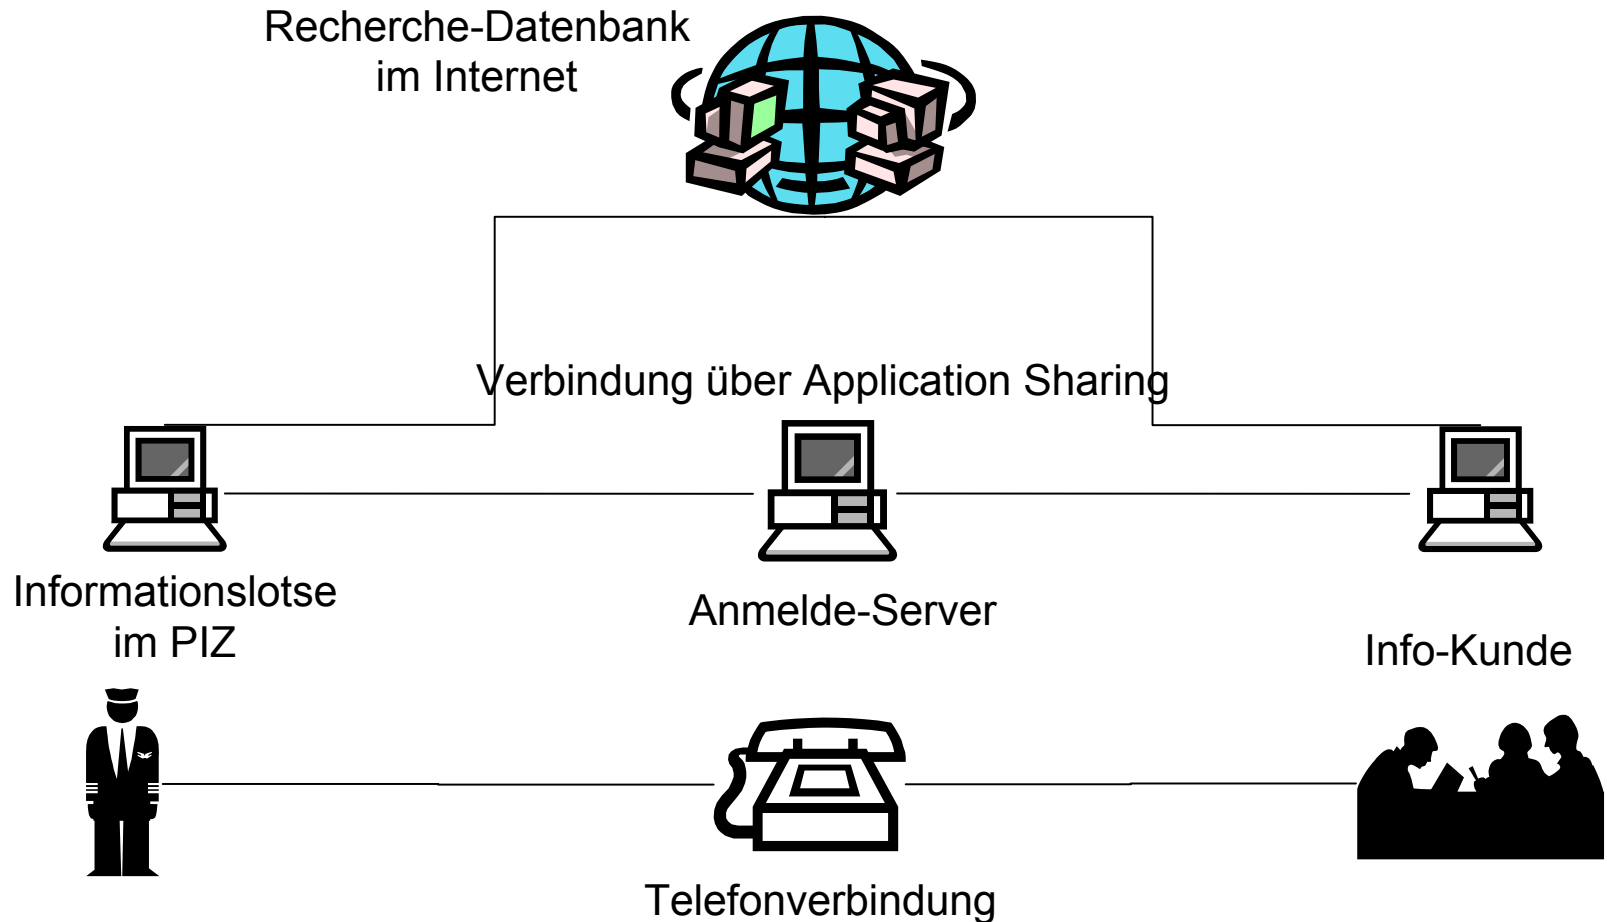 Recherche-Datenbank
im Internet
Verbindung über Application Sharing
Informationslotse
im PIZ
Anmelde-Server
Info-Kunde
Telefonverbindung